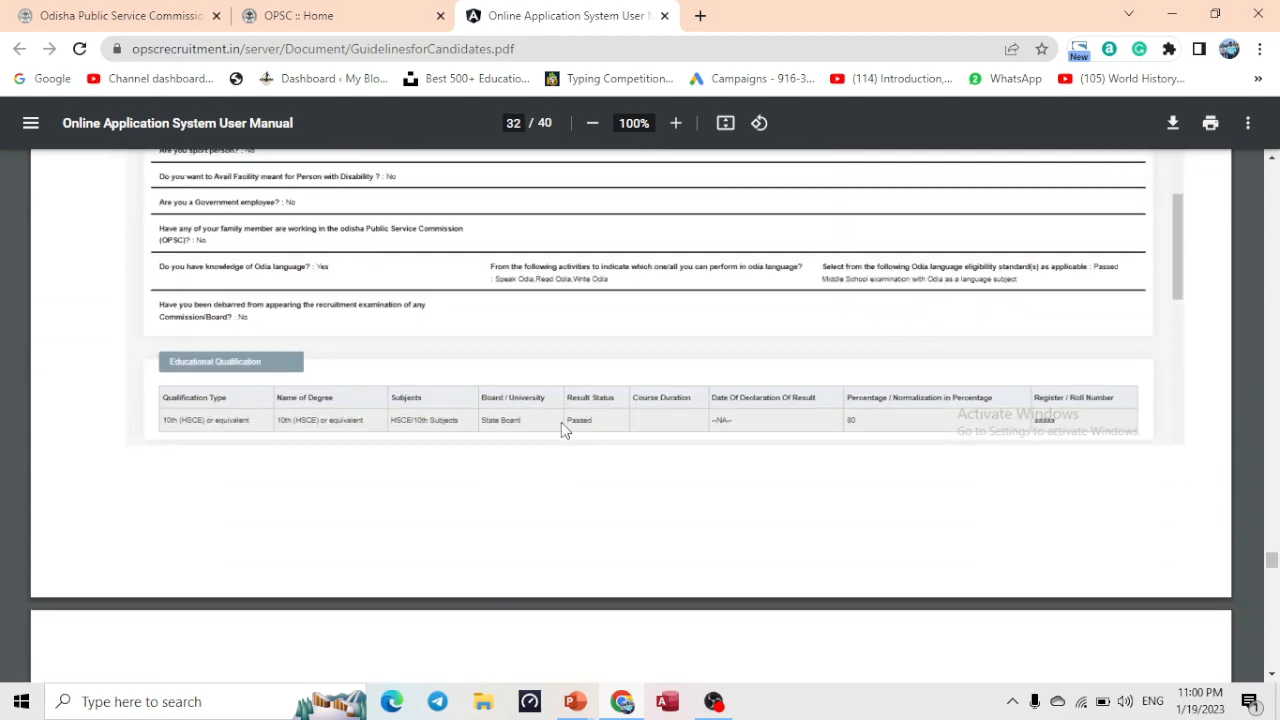 Odisha Public Service Commissio
OPSC :: Home
Online Application System User M
opscrecruitment.in/server/Document/GuidelinesforCandidates.pdf
New
Google
Channel dashboard...
Dashboard ‹ My Blo...
Best 500+ Educatio...
Typing Competition...
Campaigns - 916-3...
(114) Introduction,...
2
WhatsApp
(105) World History...
»
Online Application System User Manual
32 / 40
100%
Are you sport person? : No
Do you want to Avail Facility meant for Person with Disability ? : No
Are you a Government employee? : No
Have any of your family member are working in the odisha Public Service Commission
(OPSC)? : No
Do you have knowledge of Odia language? : Yes
From the following activities to indicate which one/all you can perform in odia language?
: Speak Odia,Read Odia,Write Odia
Select from the following Odia language eligibility standard(s) as applicable : Passed
Middle School examination with Odia as a language subject
Have you been debarred from appearing the recruitment examination of any
Commission/Board? : No
Educational Qualification
Qualification Type
Name of Degree
Subjects
Board / University
Result Status
Course Duration
Date Of Declaration Of Result
Percentage / Normalization in Percentage
Register / Roll Number
10th (HSCE) or equivalent
10th (HSCE) or equivalent
HSCE/10th Subjects
State Board
Passed
--NA--
80
aaaaa
Activate Windows
Go to Settings to activate Windows.
Type here to search
ENG
11:00 PM
1/19/2023
1